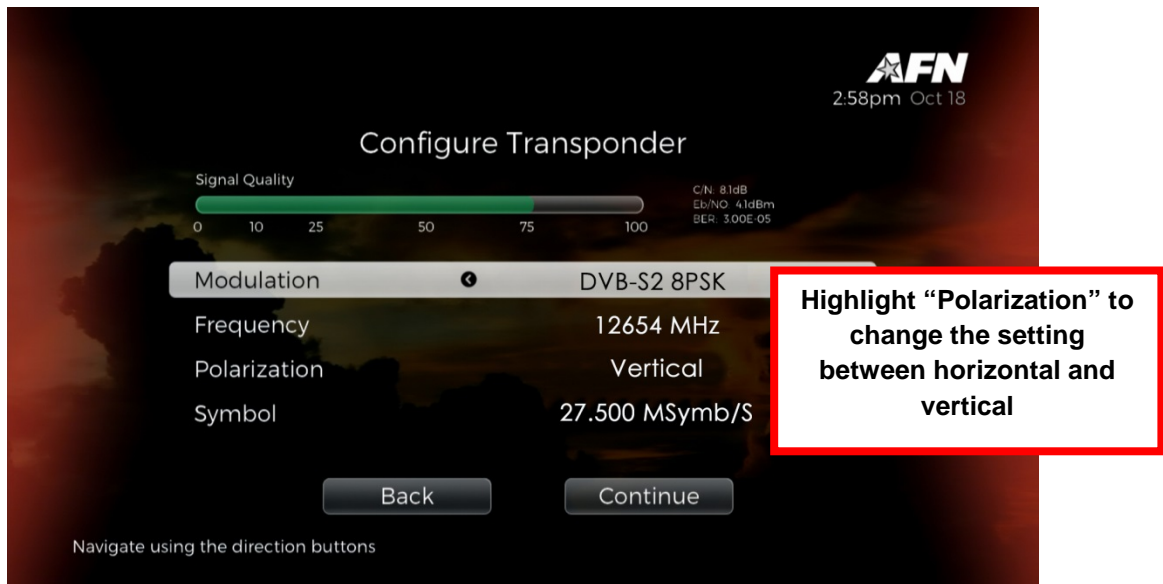 AFN
2:58pm Oct 18
Configure Transponder
Signal Quality
C/N: 8.1dB
Eb/NO: 4.1dBm
BER: 3.00E-05
0 10 25 50 75 100
Modulation DVB-S2 8PSK
Frequency 12654 MHz
Polarization Vertical
Symbol 27.500 MSymb/S
Highlight “Polarization” to
change the setting
between horizontal and
vertical
Back Continue
Navigate using the direction buttons